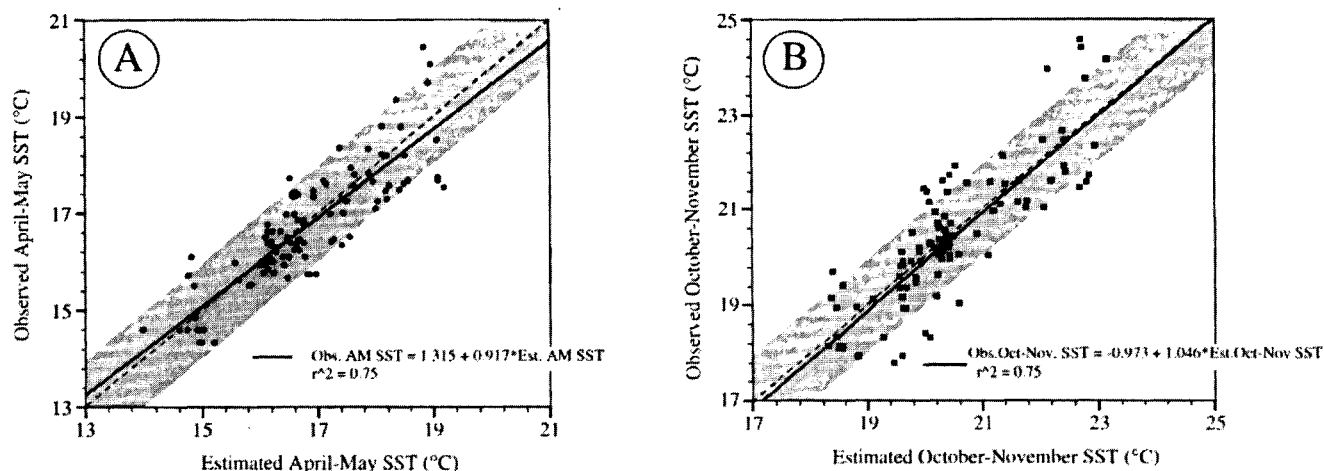 A
Observed April-May SST (°C)
21
19
17
15
13
13
15
17
19
21
Estimated April-May SST (°C)
Obs. AM SST = 1.315 + 0.917*Est. AM SST
r^2 = 0.75
B
Observed October-November SST (°C)
25
23
21
19
17
17
19
21
23
25
Estimated October-November SST (°C)
Obs.Oct-Nov. SST = -0.973 + 1.046*Est.Oct-Nov SST
r^2 = 0.75